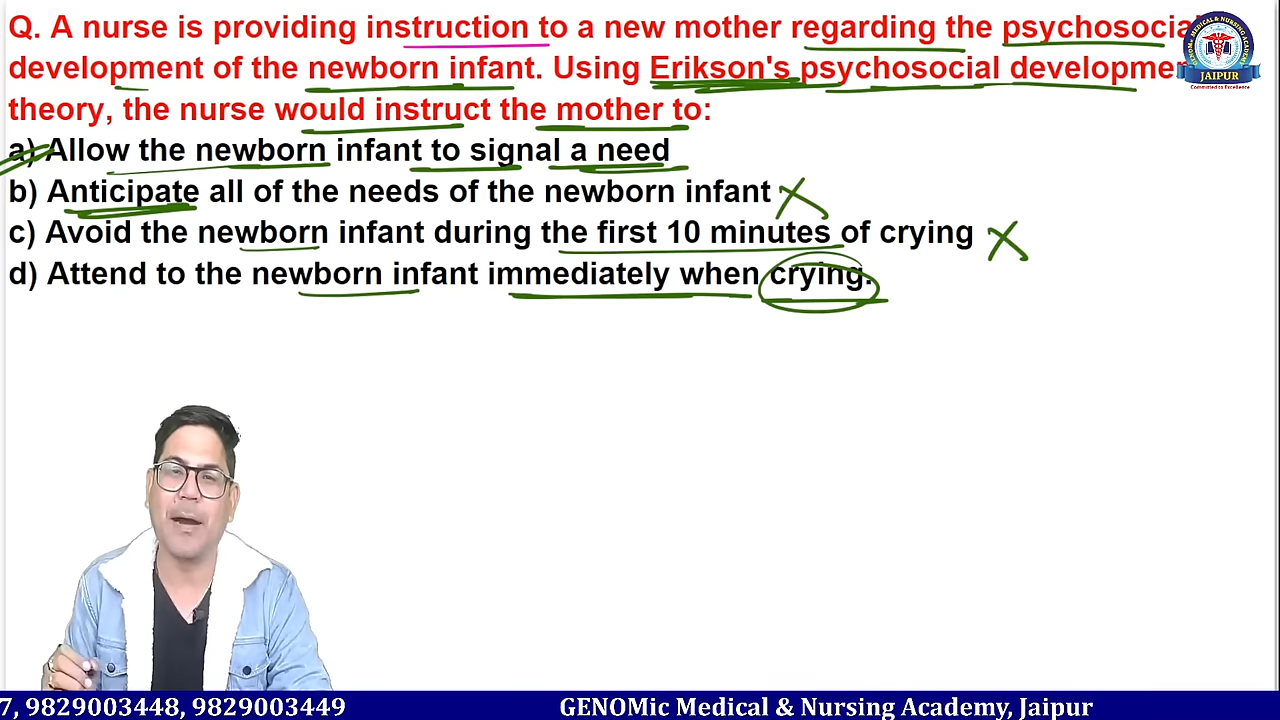 Q. A nurse is providing instruction to a new mother regarding the psychosocial
development of the newborn infant. Using Erikson's psychosocial
theory, the nurse would instruct the mother to:
a) Allow the newborn infant to signal a need
b) Anticipate all of the needs of the newborn infant
c) Avoid the newborn infant during the first 10 minutes of crying
d) Attend to the newborn infant immediately when crying.
JAIPUR
Committed to Excellence
7, 9829003448, 9829003449 GENOMic Medical & Nursing Academy, Jaipur